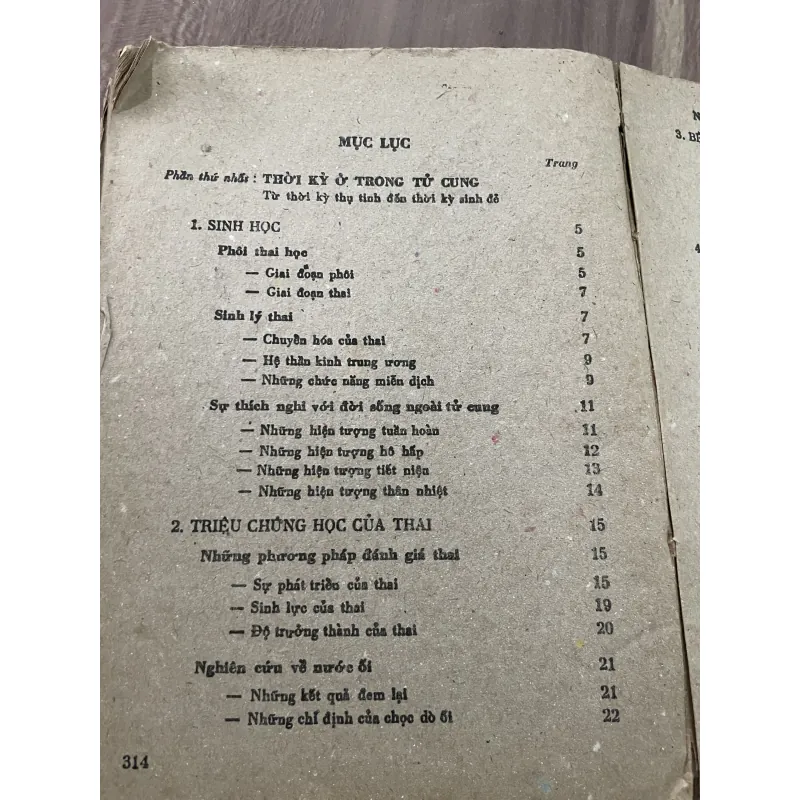 MỤC LỤC
Trang
Phần thứ nhất : THỜI KỲ Ở TRONG TỬ CUNG
Từ thời kỳ thụ tinh đến thời kỳ sinh đẻ
1. SINH HỌC 5
Phôi thai học 5
— Giai đoạn phôi 5
— Giai đoạn thai 7
Sinh lý thai 7
— Chuyển hóa của thai 7
— Hệ thần kinh trung ương 9
— Những chức năng miễn dịch 9
Sự thích nghi với đời sống ngoài tử cung 11
— Những hiện tượng tuần hoàn 11
— Những hiện tượng hô hấp 12
— Những hiện tượng tiết niệu 13
— Những hiện tượng thân nhiệt 14
2. TRIỆU CHỨNG HỌC CỦA THAI 15
Những phương pháp đánh giá thai 15
— Sự phát triển của thai 15
— Sinh lực của thai 19
— Độ trưởng thành của thai 20
Nghiên cứu về nước ối 21
— Những kết quả đem lại 21
— Những chỉ định của chọc dò ối 22
314
N
3. BỆ
4